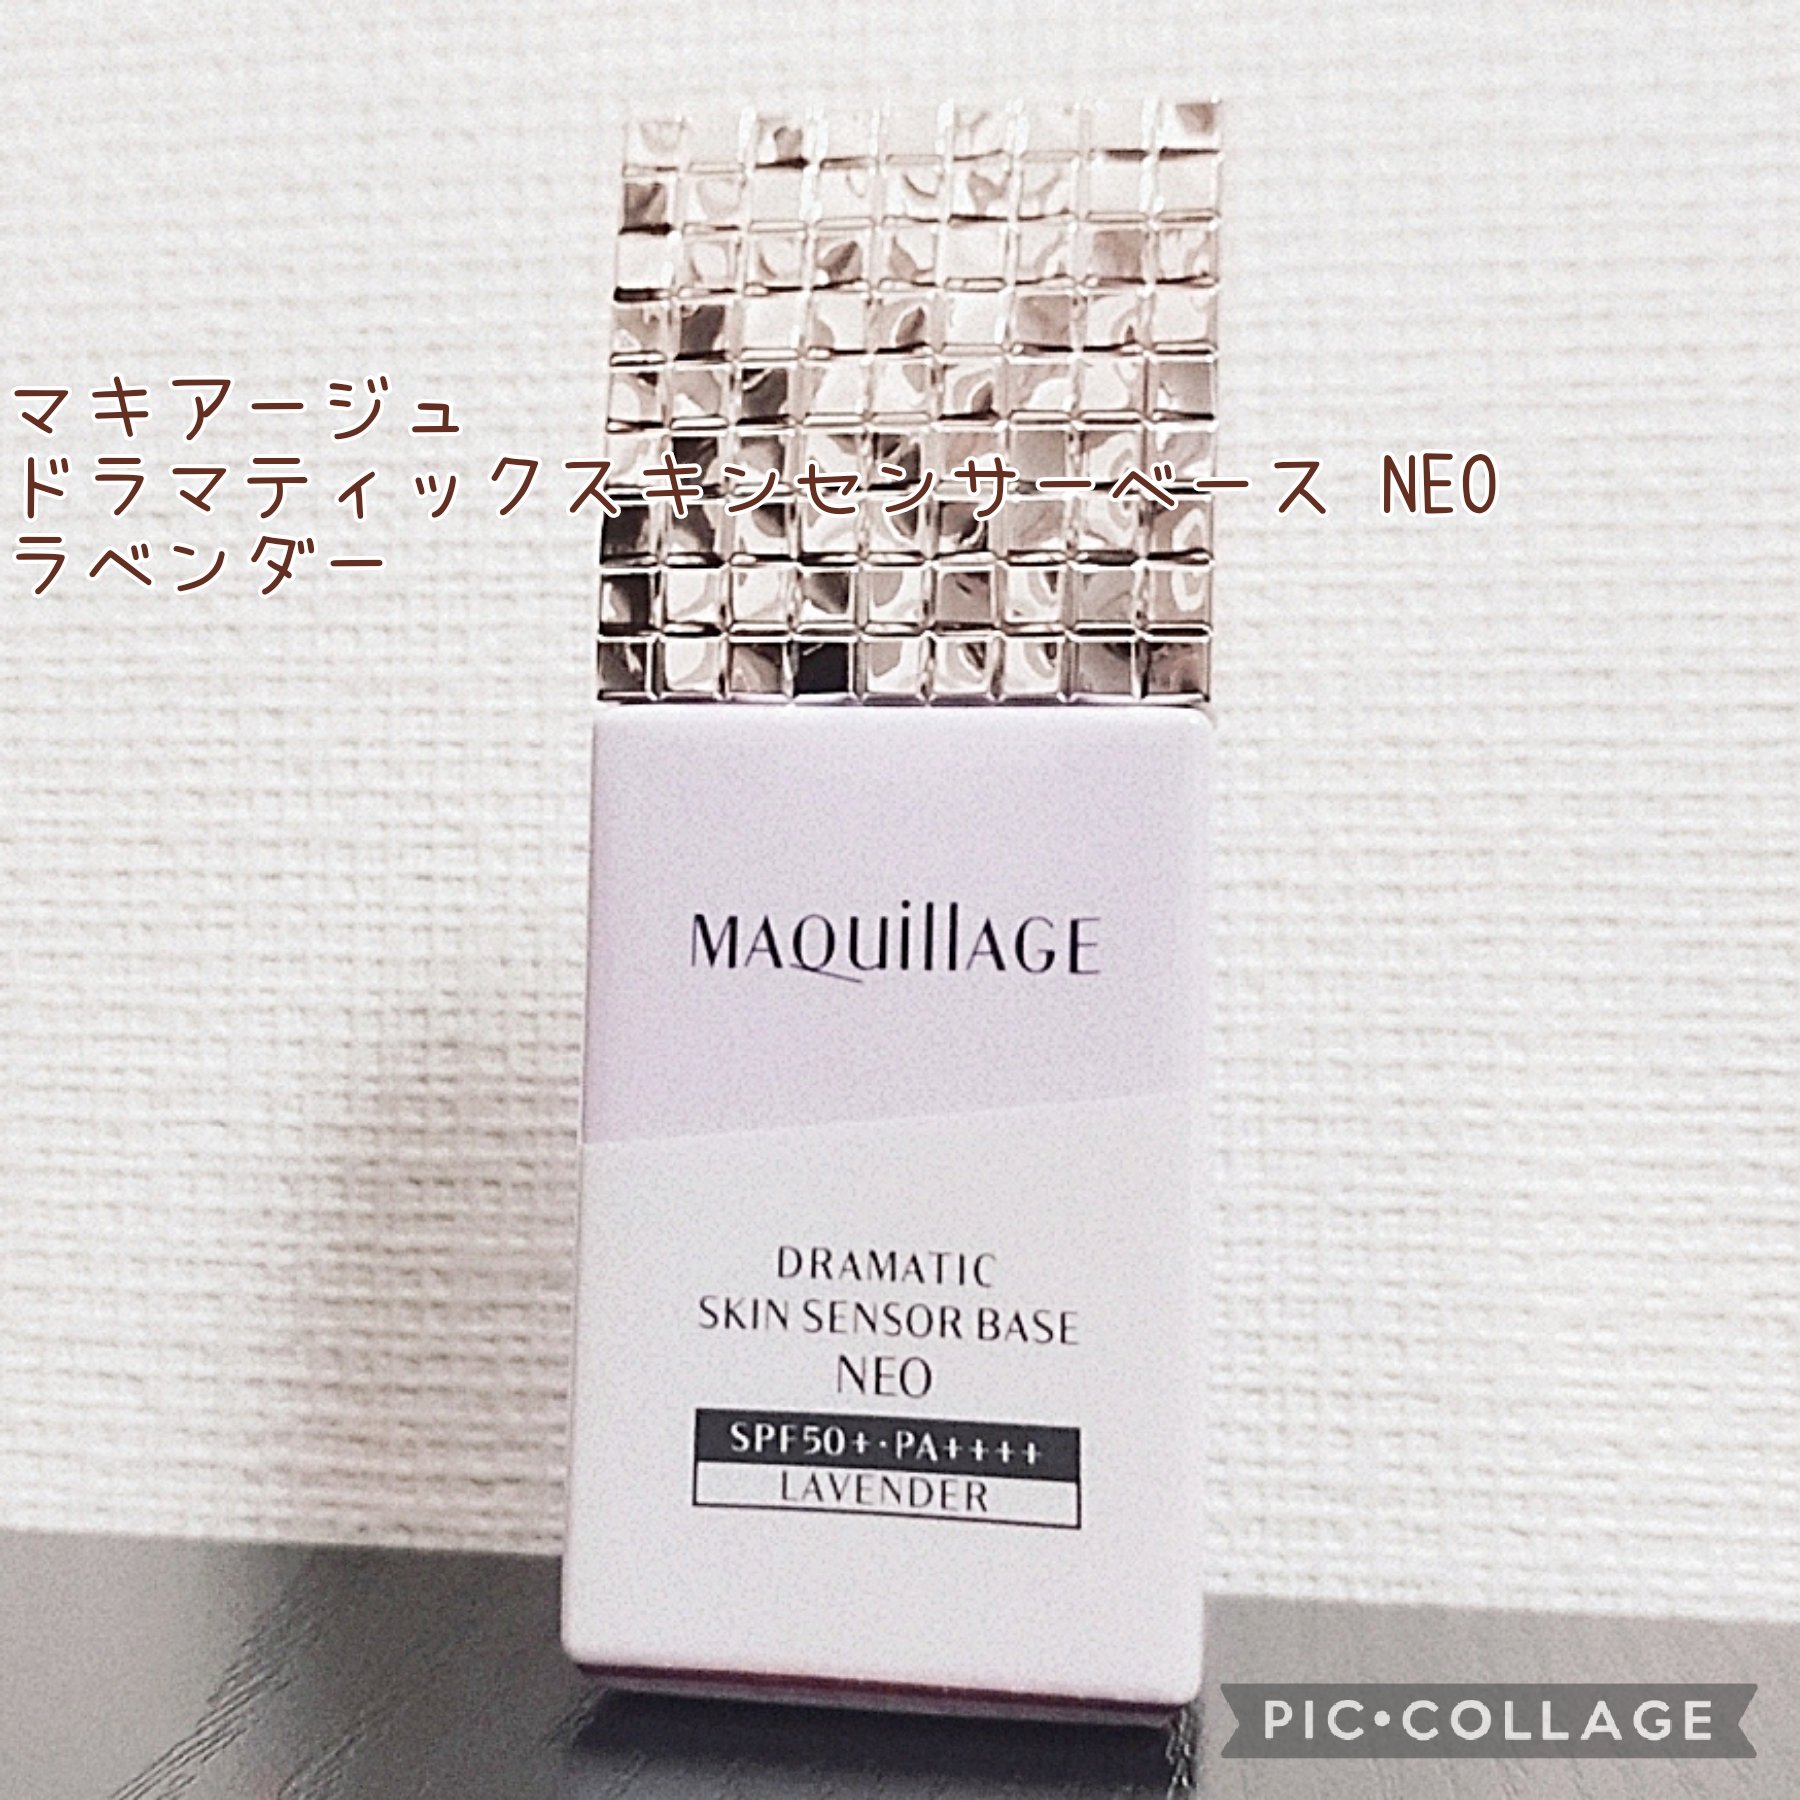 マキアージュ
ドラマティックスキンセンサーベース NEO
ラベンダー
MAQuillAGE
DRAMATIC
SKIN SENSOR BASE
NEO
SPF50+・PA++++
LAVENDER
PIC•COLLAGE